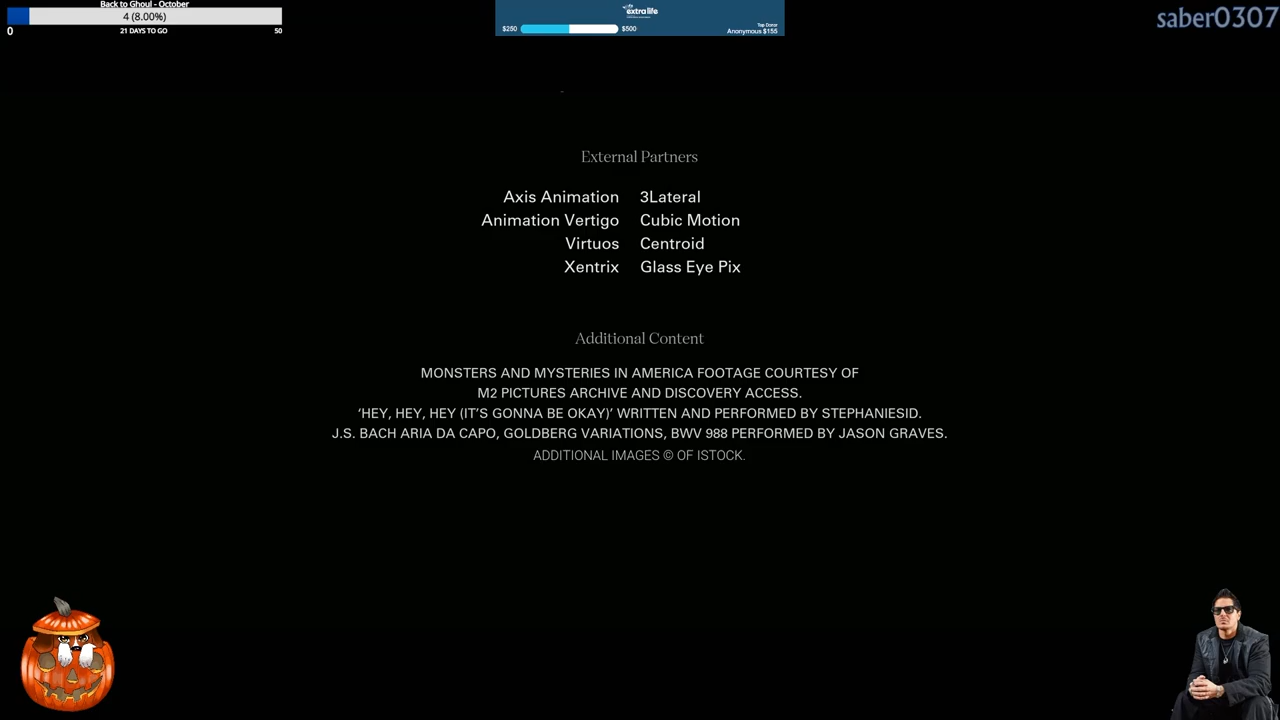 Back to Ghoul - October
4 (8.00%)
0
21 DAYS TO GO
50
extra life
$250
$500
Top Donor
Anonymous $155
saber0307
External Partners
Axis Animation 3Lateral
Animation Vertigo Cubic Motion
Virtuos Centroid
Xentrix Glass Eye Pix
Additional Content
MONSTERS AND MYSTERIES IN AMERICA FOOTAGE COURTESY OF
M2 PICTURES ARCHIVE AND DISCOVERY ACCESS.
‘HEY, HEY, HEY (IT’S GONNA BE OKAY)’ WRITTEN AND PERFORMED BY STEPHANIESID.
J.S. BACH ARIA DA CAPO, GOLDBERG VARIATIONS, BWV 988 PERFORMED BY JASON GRAVES.
ADDITIONAL IMAGES © OF ISTOCK.